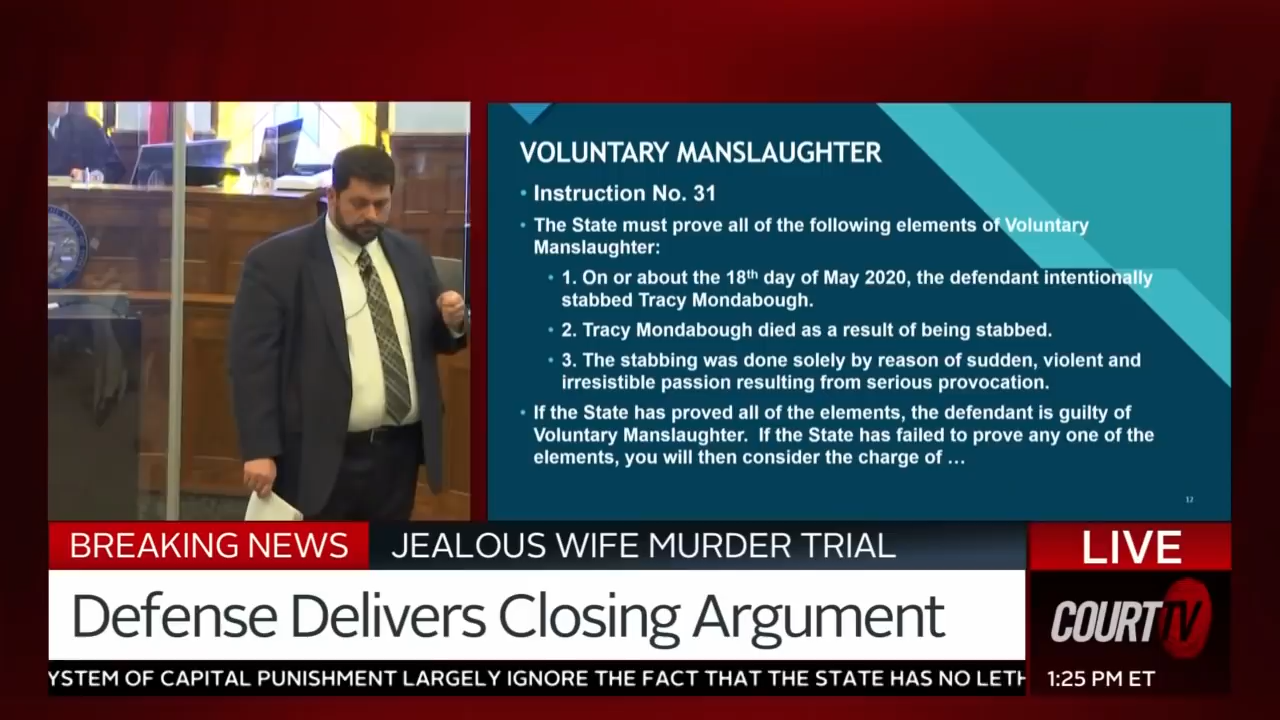 VOLUNTARY MANSLAUGHTER
• Instruction No. 31
• The State must prove all of the following elements of Voluntary
Manslaughter:
• 1. On or about the 18th day of May 2020, the defendant intentionally
stabbed Tracy Mondabough.
• 2. Tracy Mondabough died as a result of being stabbed.
• 3. The stabbing was done solely by reason of sudden, violent and
irresistible passion resulting from serious provocation.
• If the State has proved all of the elements, the defendant is guilty of
Voluntary Manslaughter. If the State has failed to prove any one of the
elements, you will then consider the charge of …
12
BREAKING NEWS
JEALOUS WIFE MURDER TRIAL
LIVE
Defense Delivers Closing Argument
COURT TV
YSTEM OF CAPITAL PUNISHMENT LARGELY IGNORE THE FACT THAT THE STATE HAS NO LETH
1:25 PM ET